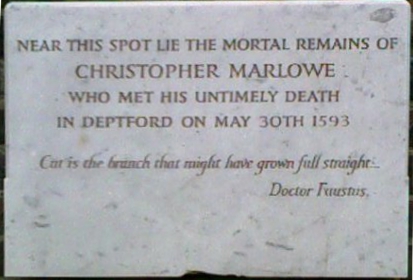 NEAR THIS SPOT LIE THE MORTAL REMAINS OF
CHRISTOPHER MARLOWE
WHO MET HIS UNTIMELY DEATH
IN DEPTFORD ON MAY 30TH 1593
Cut is the branch that might have grown full straight..
Doctor Faustus.